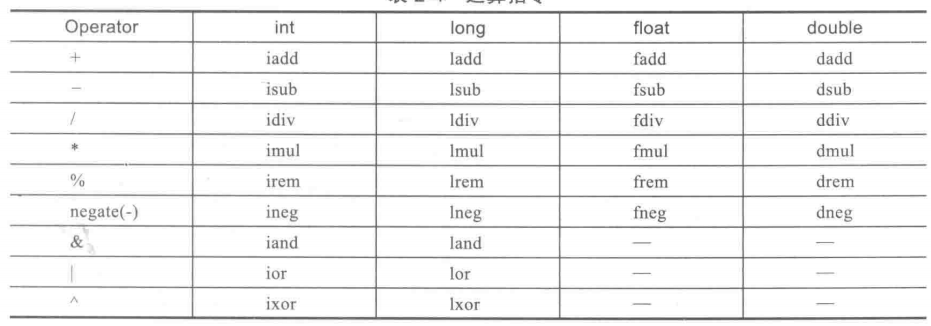 Operator int long float double
+ iadd ladd fadd dadd
− isub lsub fsub dsub
/ idiv ldiv fdiv ddiv
* imul lmul fmul dmul
% irem lrem frem drem
negate(-) ineg lneg fneg dneg
& iand land — —
| ior lor — —
^ ixor lxor — —